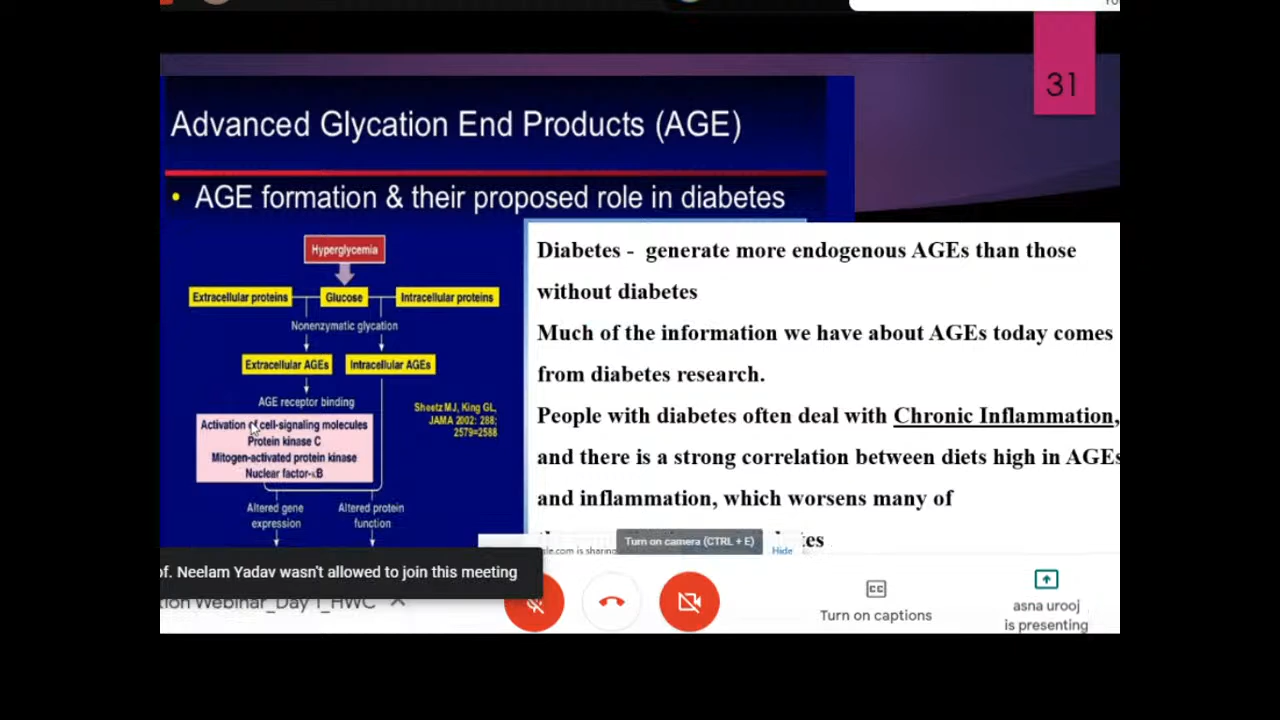 31
Advanced Glycation End Products (AGE)
• AGE formation & their proposed role in diabetes
Hyperglycemia
Extracellular proteins
Glucose
Intracellular proteins
Nonenzymatic glycation
Extracellular AGEs
Intracellular AGEs
AGE receptor binding
Activation of cell-signaling molecules
Protein kinase C
Mitogen-activated protein kinase
Nuclear factor-κB
Sheetz MJ, King GL,
JAMA 2002: 288;
2579=2588
Altered gene
expression
Altered protein
function
Diabetes - generate more endogenous AGEs than those
without diabetes
Much of the information we have about AGEs today comes
from diabetes research.
People with diabetes often deal with Chronic Inflammation,
and there is a strong correlation between diets high in AGEs
and inflammation, which worsens many of
Turn on camera (CTRL + E)
is sharing
Hide
Neelam Yadav wasn't allowed to join this meeting
Webinar_Day 1_HWC
Turn on captions
asna urooj
is presenting